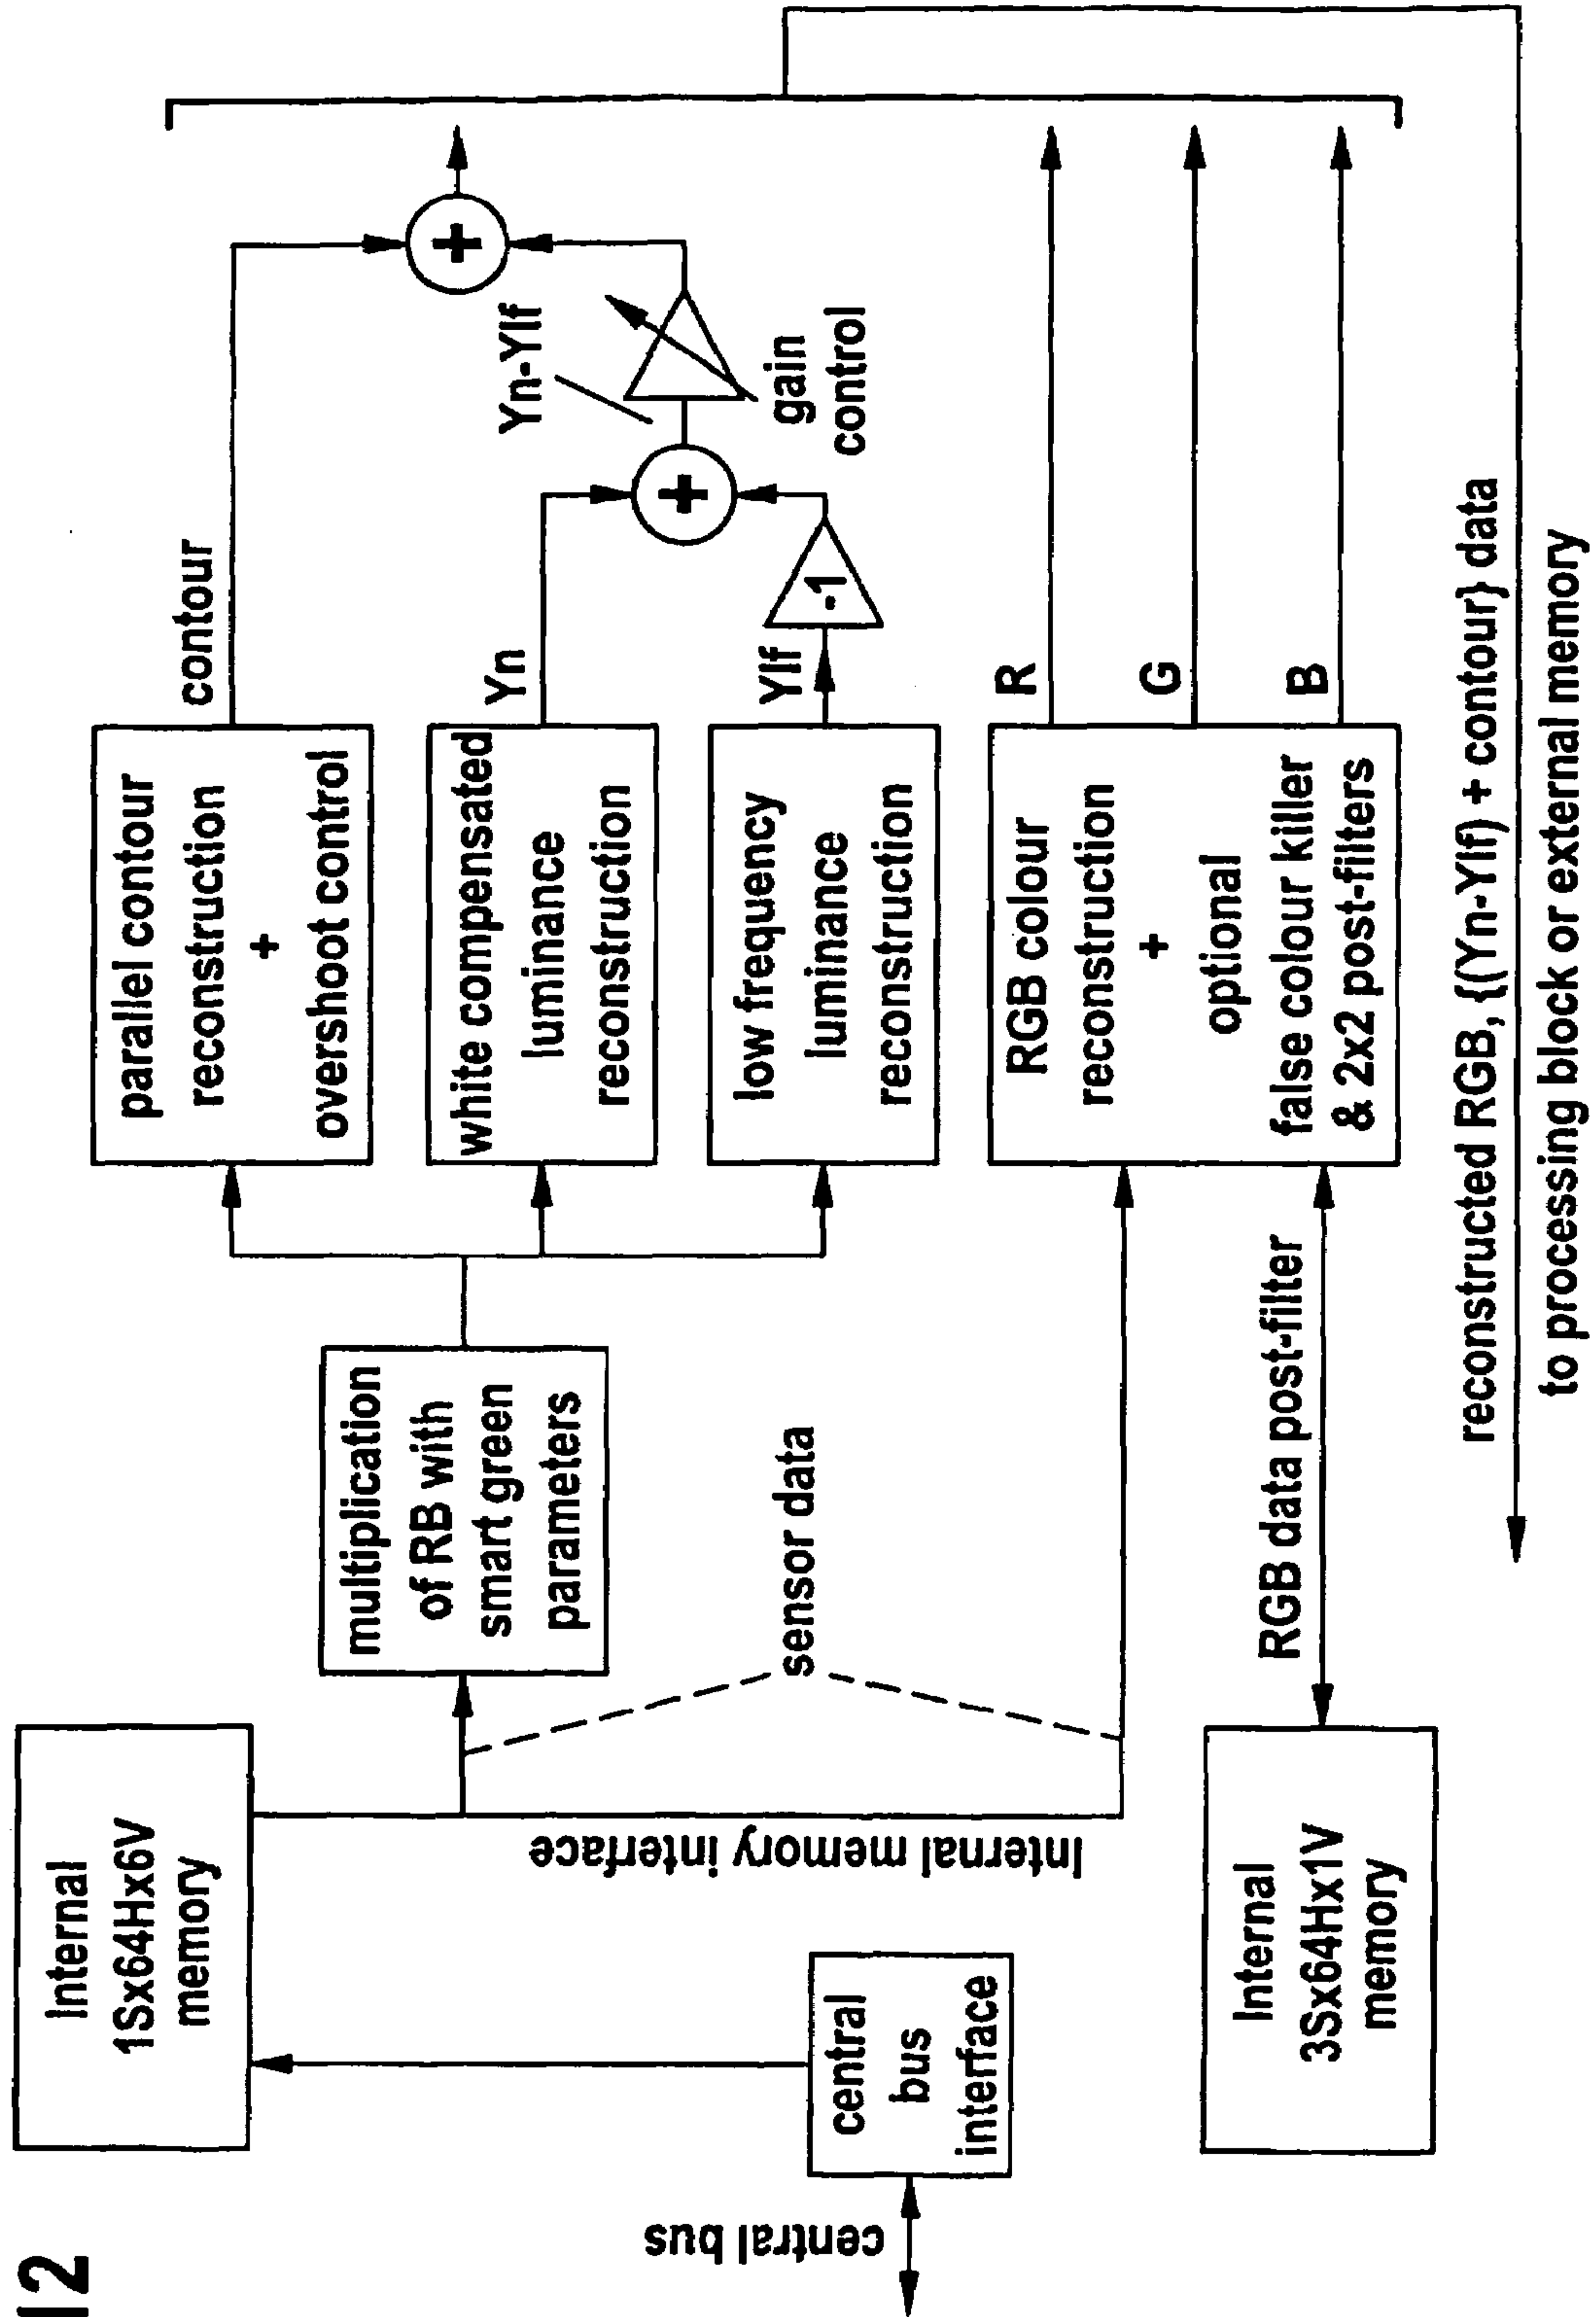 12
Internal
1Sx64Hx6V
memory
multiplication
of RB with
smart green
parameters
parallel contour
reconstruction
+
overshoot control
contour
+
white compensated
luminance
reconstruction
Yn
Yn-Ylf
+
gain
control
low frequency
luminance
reconstruction
Ylf
-1
Internal memory interface
sensor data
central bus
central
bus
interface
RGB colour
reconstruction
+
optional
false colour killer
& 2x2 post-filters
R
G
B
Internal
3Sx64Hx1V
memory
RGB data post-filter
reconstructed RGB, {(Yn-Ylf) + contour} data
to processing block or external memory